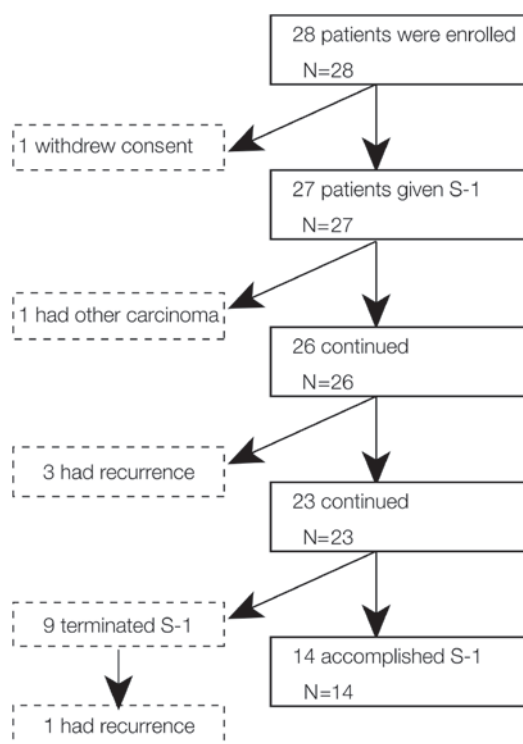 28 patients were enrolled
N=28
1 withdrew consent
27 patients given S-1
N=27
1 had other carcinoma
26 continued
N=26
3 had recurrence
23 continued
N=23
9 terminated S-1
14 accomplished S-1
N=14
1 had recurrence